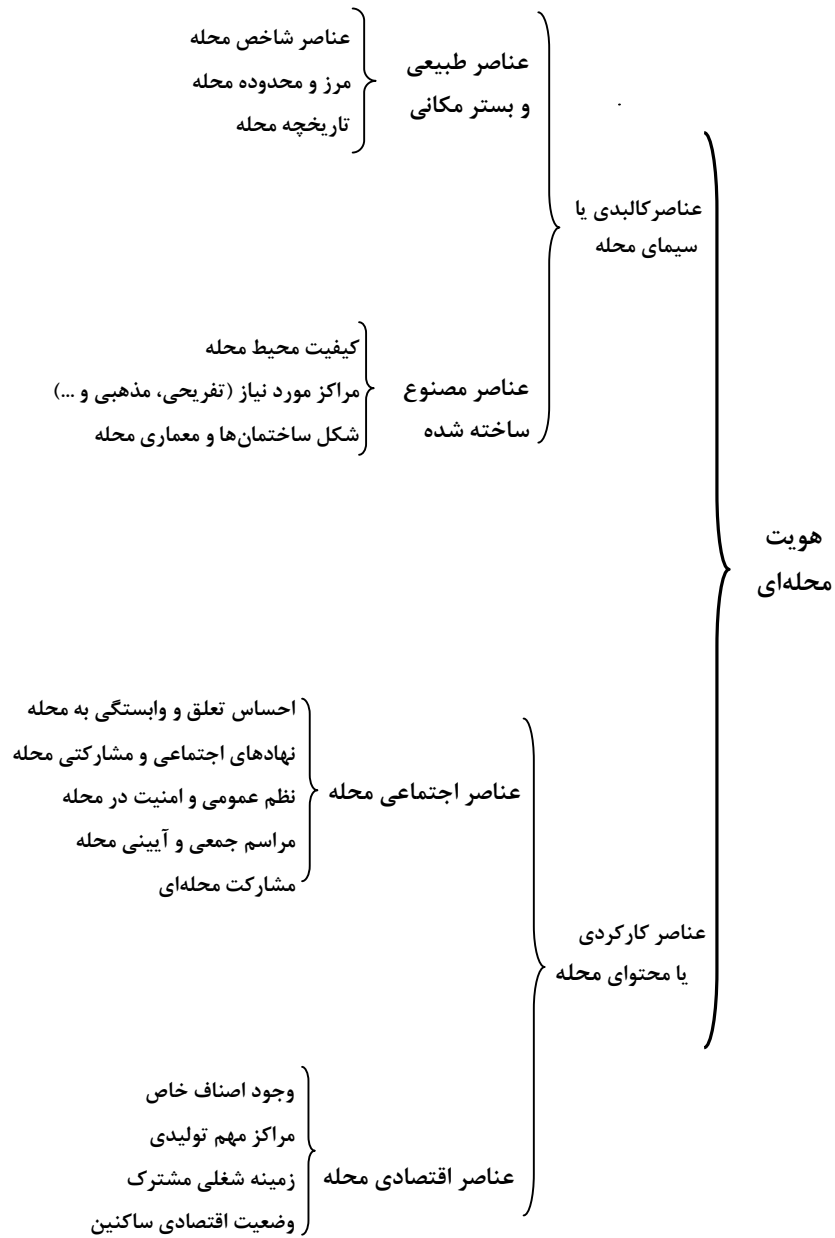 هویت
محله‌ای
عناصرکالبدی یا
سیمای محله
عناصر طبیعی
و بستر مکانی
عناصر شاخص محله
مرز و محدوده محله
تاریخچه محله
عناصر مصنوع
ساخته شده
کیفیت محیط محله
مراکز مورد نیاز (تفریحی، مذهبی و ...)
شکل ساختمان‌ها و معماری محله
عناصر کارکردی
یا محتوای محله
عناصر اجتماعی محله
احساس تعلق و وابستگی به محله
نهادهای اجتماعی و مشارکتی محله
نظم عمومی و امنیت در محله
مراسم جمعی و آیینی محله
مشارکت محله‌ای
عناصر اقتصادی محله
وجود اصناف خاص
مراکز مهم تولیدی
زمینه شغلی مشترک
وضعیت اقتصادی ساکنین